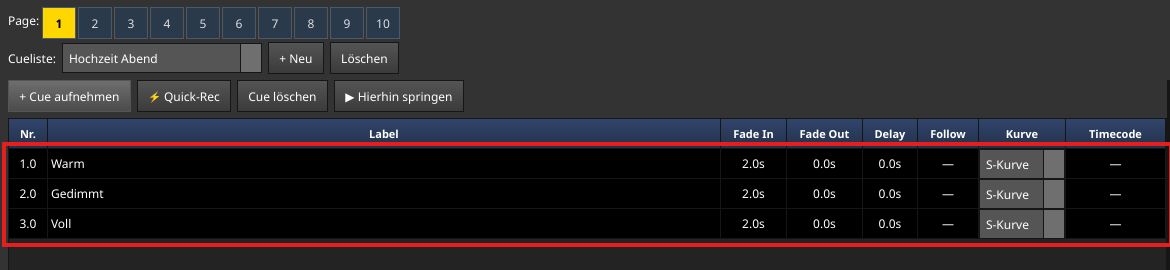 Page: 1 2 3 4 5 6 7 8 9 10
Cueliste: Hochzeit Abend + Neu Löschen
+ Cue aufnehmen ⚡ Quick-Rec Cue löschen ▶ Hierhin springen
Nr. Label Fade In Fade Out Delay Follow Kurve Timecode
1.0 Warm 2.0s 0.0s 0.0s — S-Kurve —
2.0 Gedimmt 2.0s 0.0s 0.0s — S-Kurve —
3.0 Voll 2.0s 0.0s 0.0s — S-Kurve —